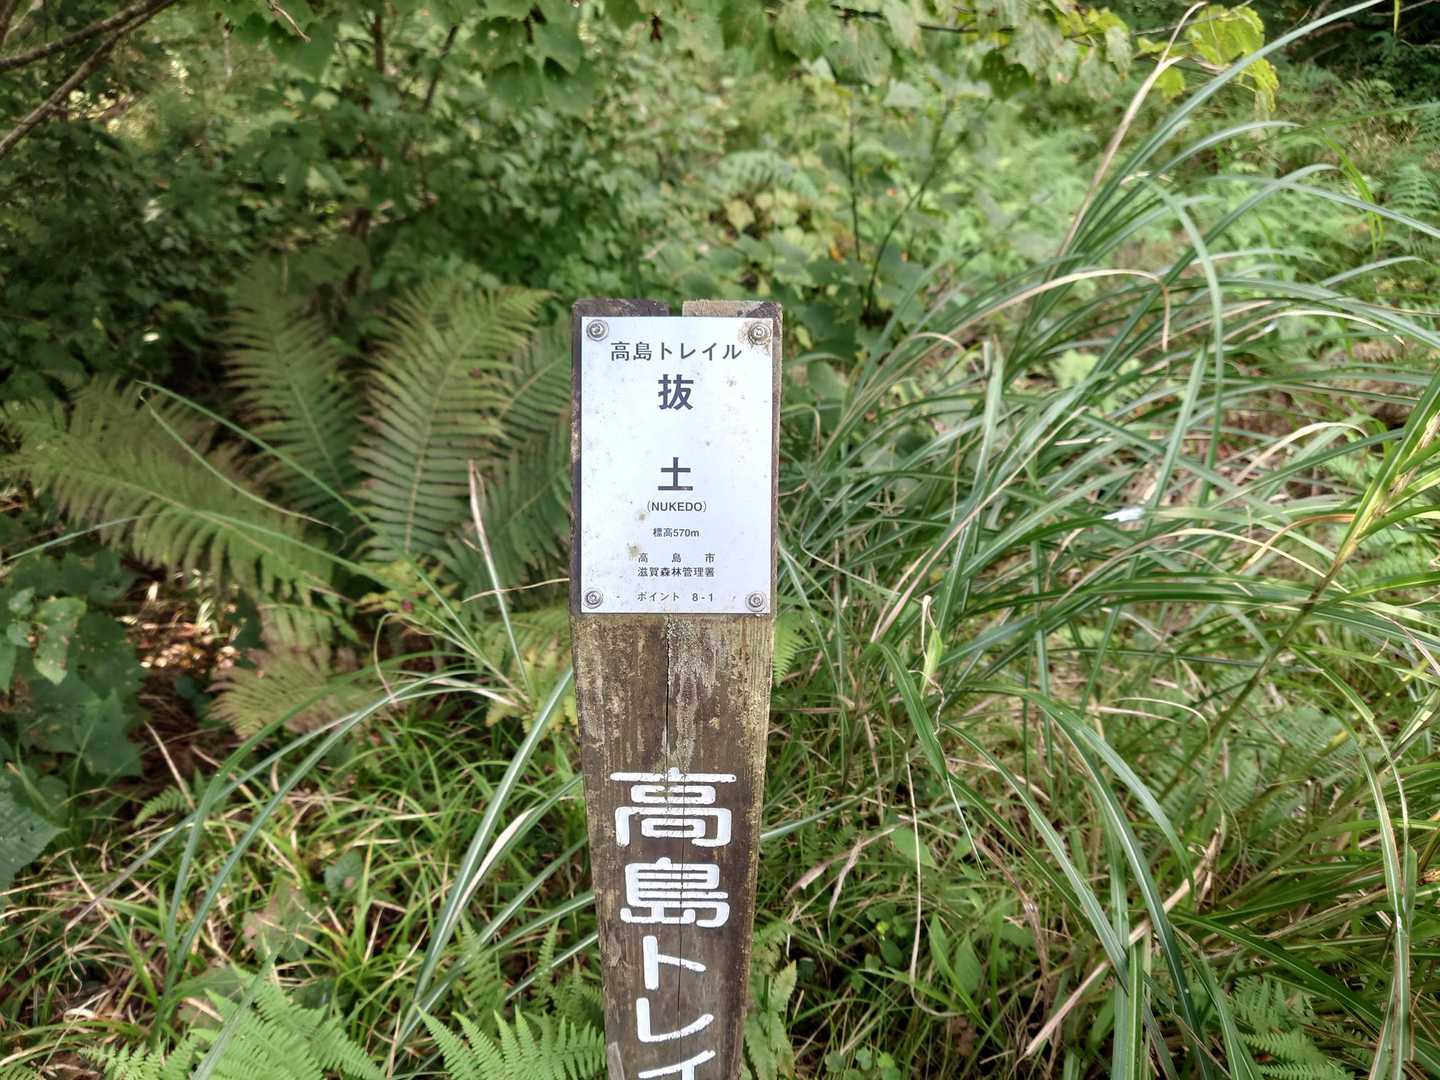 高島トレイル
抜
土
(NUKEDO)
標高570m
高島市
滋賀森林管理署
ポイント 8-1
高島トレイ